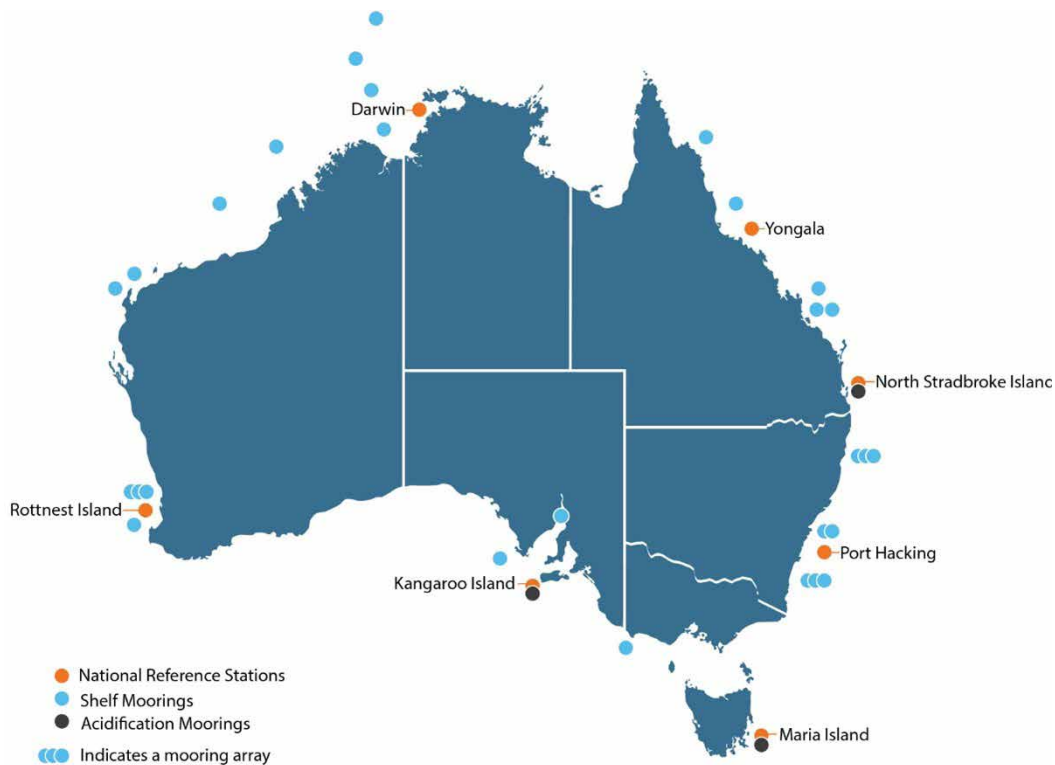 Darwin
Yongala
North Stradbroke Island
Rottnest Island
Port Hacking
Kangaroo Island
National Reference Stations
Shelf Moorings
Acidification Moorings
Maria Island
Indicates a mooring array